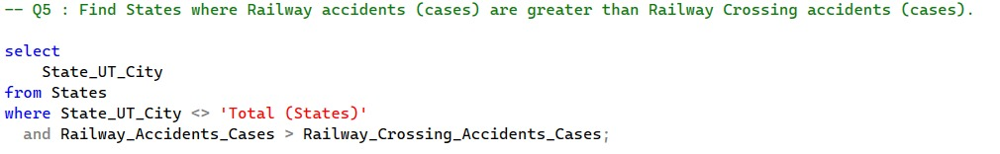 -- Q5 : Find States where Railway accidents (cases) are greater than Railway Crossing accidents (cases).
select
State_UT_City
from States
where State_UT_City <> 'Total (States)'
and Railway_Accidents_Cases > Railway_Crossing_Accidents_Cases;